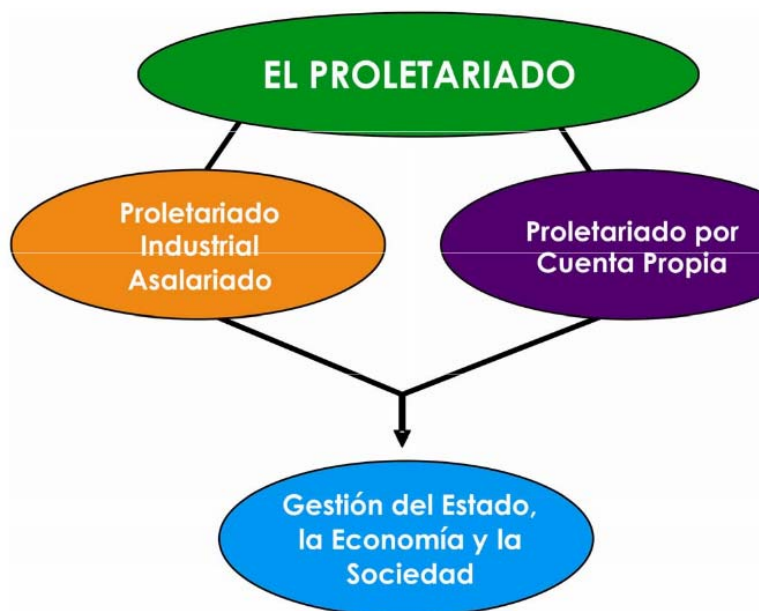 EL PROLETARIADO
Proletariado
Industrial
Asalariado
Proletariado por
Cuenta Propia
Gestión del Estado,
la Economía y la
Sociedad